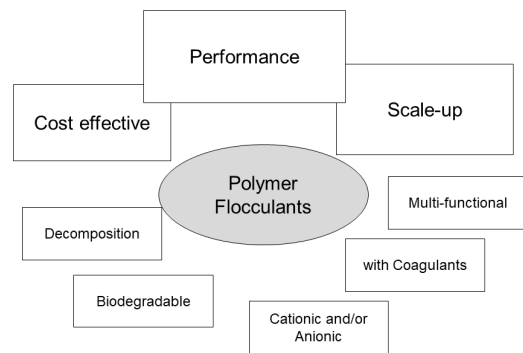 Performance
Cost effective
Scale-up
Polymer
Flocculants
Multi-functional
Decomposition
with Coagulants
Biodegradable
Cationic and/or
Anionic